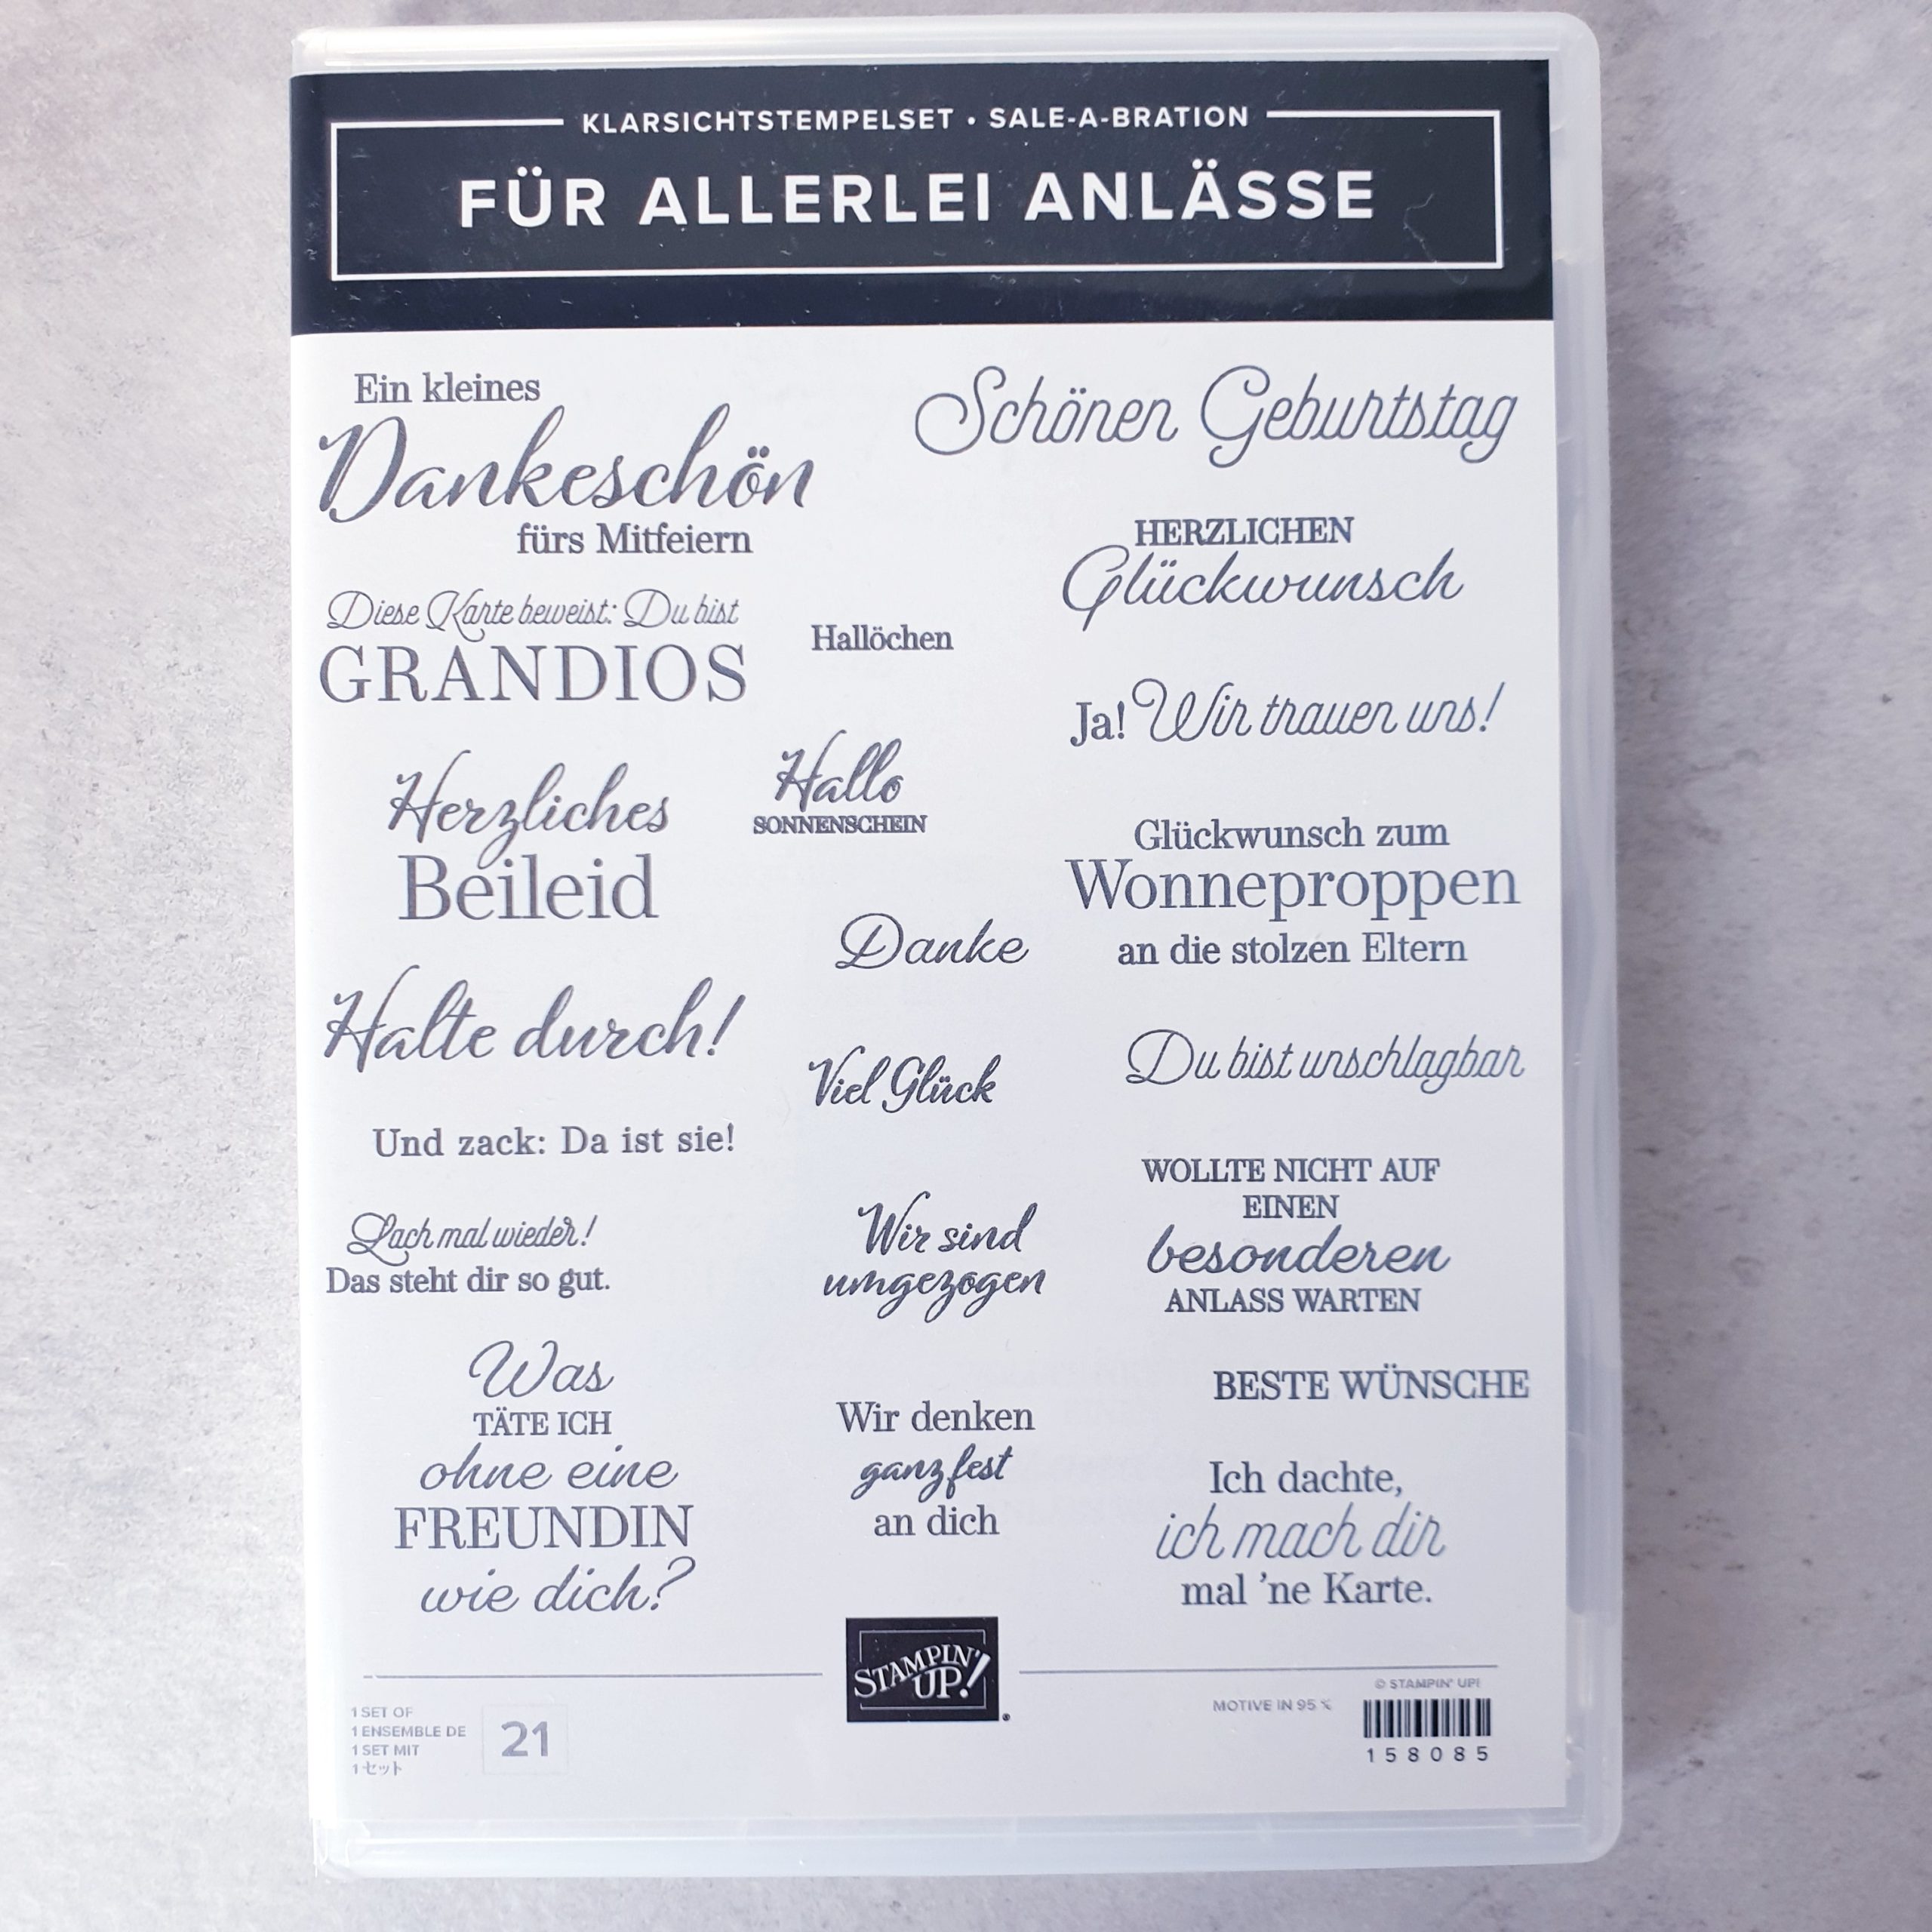 KLARSICHTSTEMPELSET • SALE-A-BRATION
FÜR ALLERLEI ANLÄSSE
Ein kleines
Dankeschön
fürs Mitfeiern
Schönen Geburtstag
HERZLICHEN
Glückwunsch
Diese Karte beweist: Du bist
GRANDIOS
Hallöchen
Ja! Wir trauen uns!
Herzliches
Beileid
Hallo
SONNENSCHEIN
Glückwunsch zum
Wonneproppen
an die stolzen Eltern
Danke
Halte durch!
Viel Glück
Du bist unschlagbar
Und zack: Da ist sie!
WOLLTE NICHT AUF
EINEN
besonderen
ANLASS WARTEN
Lach mal wieder!
Das steht dir so gut.
Wir sind
umgezogen
BESTE WÜNSCHE
Was
TÄTE ICH
ohne eine
FREUNDIN
wie dich?
Wir denken
ganz fest
an dich
Ich dachte,
ich mach dir
mal ’ne Karte.
STAMPIN'
UP!
®
1 SET OF
1 ENSEMBLE DE
1 SET MIT
1 セット
21
MOTIVE IN 95 %
© STAMPIN' UP!
158085